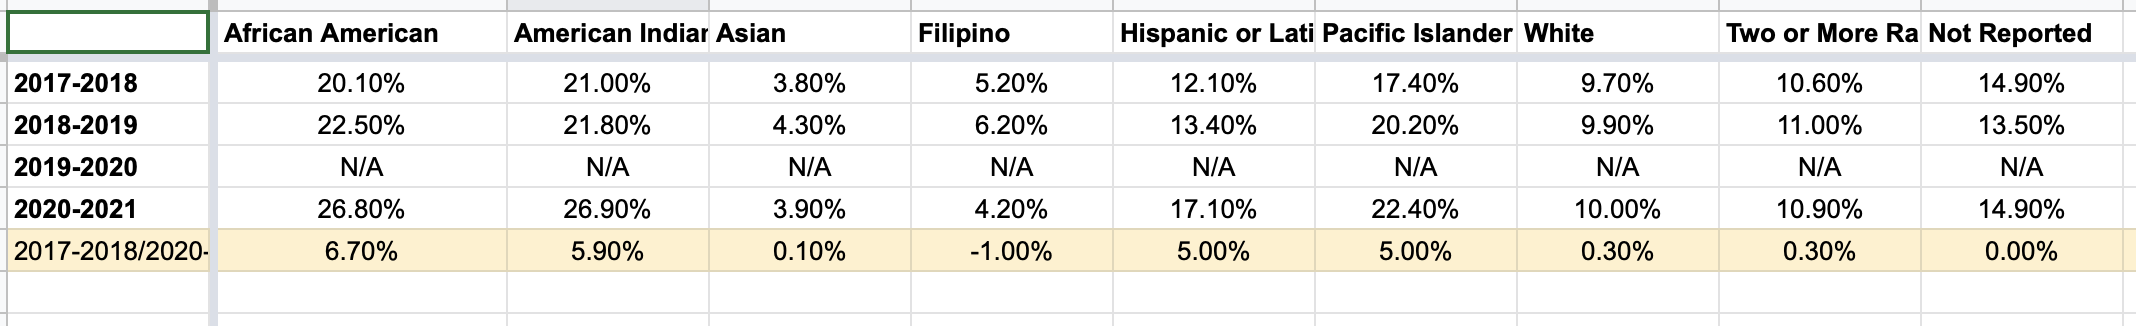 African American American Indian Asian Filipino Hispanic or Lati Pacific Islander White Two or More Ra Not Reported
2017-2018 20.10% 21.00% 3.80% 5.20% 12.10% 17.40% 9.70% 10.60% 14.90%
2018-2019 22.50% 21.80% 4.30% 6.20% 13.40% 20.20% 9.90% 11.00% 13.50%
2019-2020 N/A N/A N/A N/A N/A N/A N/A N/A N/A
2020-2021 26.80% 26.90% 3.90% 4.20% 17.10% 22.40% 10.00% 10.90% 14.90%
2017-2018/2020- 6.70% 5.90% 0.10% -1.00% 5.00% 5.00% 0.30% 0.30% 0.00%